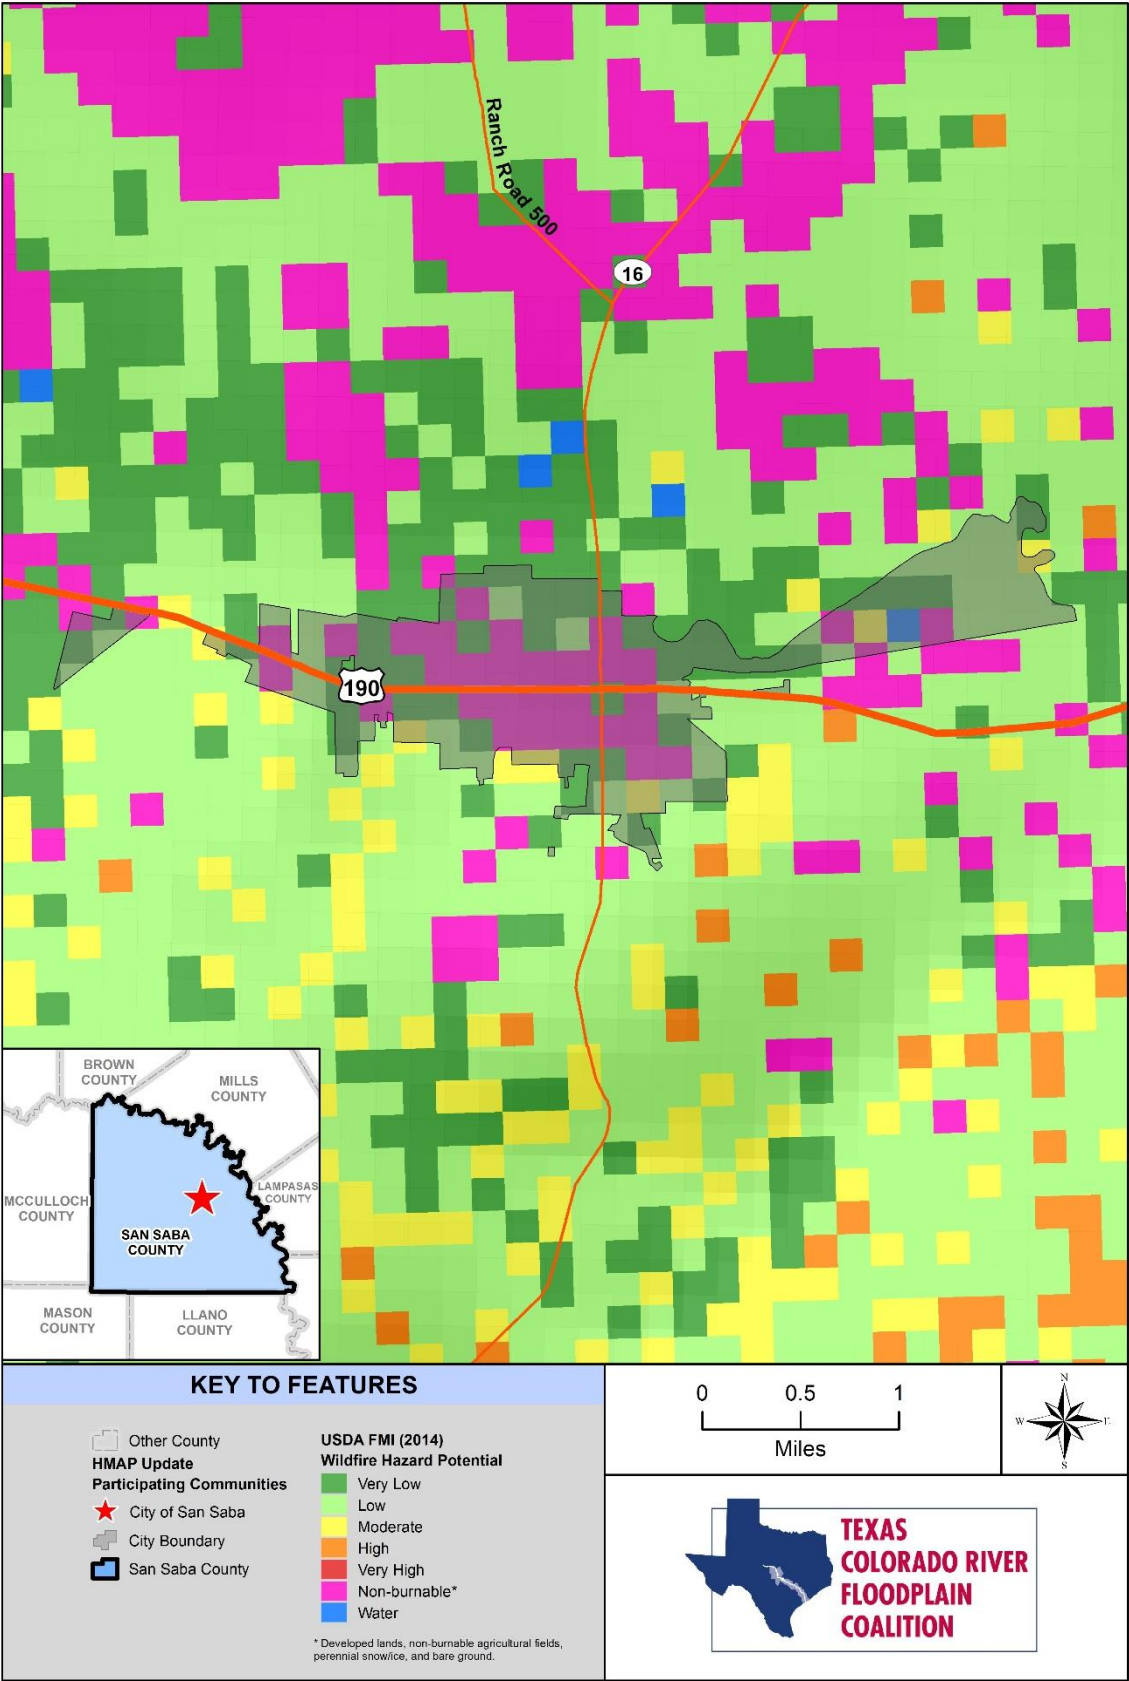 Ranch Road 500
16
190
BROWN
COUNTY
MILLS
COUNTY
MCCULLOCH
COUNTY
LAMPASAS
COUNTY
SAN SABA
COUNTY
MASON
COUNTY
LLANO
COUNTY
KEY TO FEATURES
Other County
HMAP Update
Participating Communities
City of San Saba
City Boundary
San Saba County
USDA FMI (2014)
Wildfire Hazard Potential
Very Low
Low
Moderate
High
Very High
Non-burnable*
Water
* Developed lands, non-burnable agricultural fields,
perennial snow/ice, and bare ground.
0 0.5 1
Miles
N
W E
S
TEXAS
COLORADO RIVER
FLOODPLAIN
COALITION